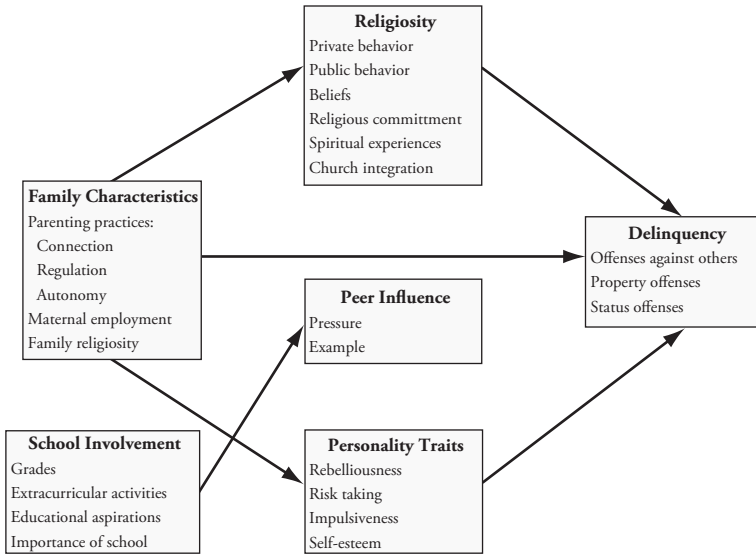 Religiosity
Private behavior
Public behavior
Beliefs
Religious committment
Spiritual experiences
Church integration
Family Characteristics
Parenting practices:
Connection
Regulation
Autonomy
Maternal employment
Family religiosity
Delinquency
Offenses against others
Property offenses
Status offenses
Peer Influence
Pressure
Example
School Involvement
Grades
Extracurricular activities
Educational aspirations
Importance of school
Personality Traits
Rebelliousness
Risk taking
Impulsiveness
Self-esteem